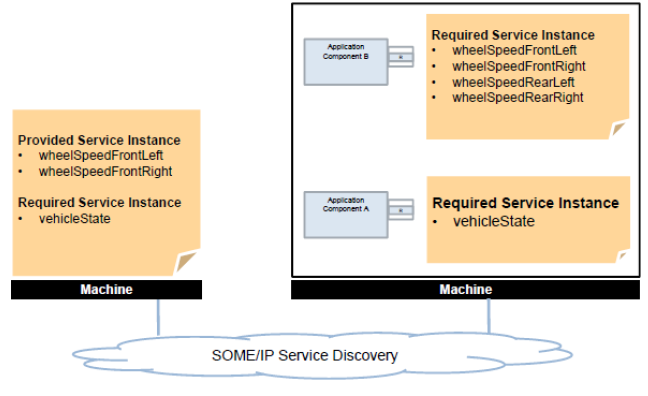 Application
Component B
*
Required Service Instance
• wheelSpeedFrontLeft
• wheelSpeedFrontRight
• wheelSpeedRearLeft
• wheelSpeedRearRight
Provided Service Instance
• wheelSpeedFrontLeft
• wheelSpeedFrontRight
Required Service Instance
• vehicleState
Application
Component A
*
Required Service Instance
• vehicleState
Machine
Machine
SOME/IP Service Discovery